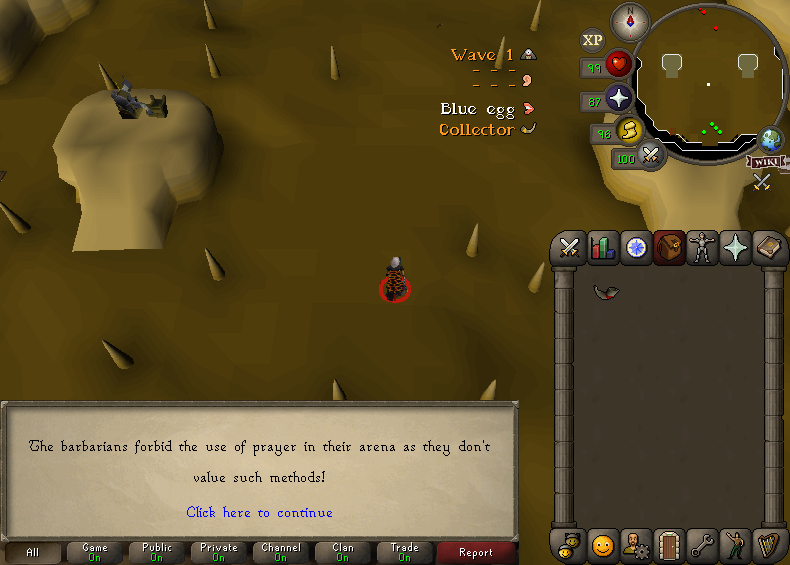 N
Wave 1
XP
- - -
- - -
99
Blue egg
87
Collector
96
100
WIKI
The barbarians forbid the use of prayer in their arena as they don't
value such methods!
Click here to continue
All
Game
On
Public
On
Private
On
Channel
On
Clan
On
Trade
On
Report